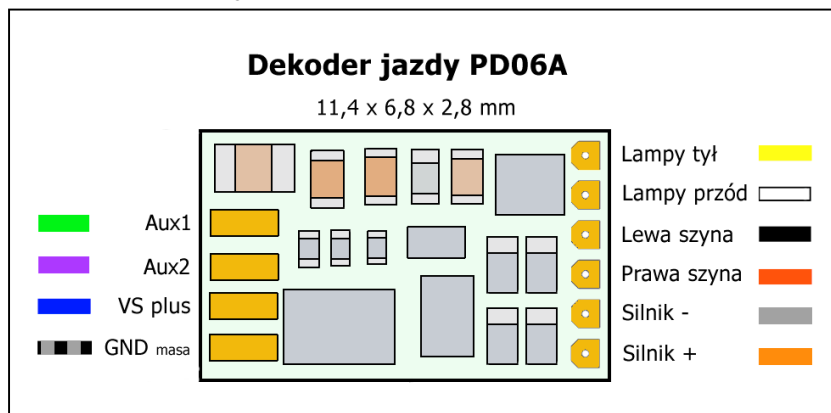 Dekoder jazdy PD06A
11,4 x 6,8 x 2,8 mm
Aux1
Aux2
VS plus
GND masa
Lampy tył
Lampy przód
Lewa szyna
Prawa szyna
Silnik -
Silnik +